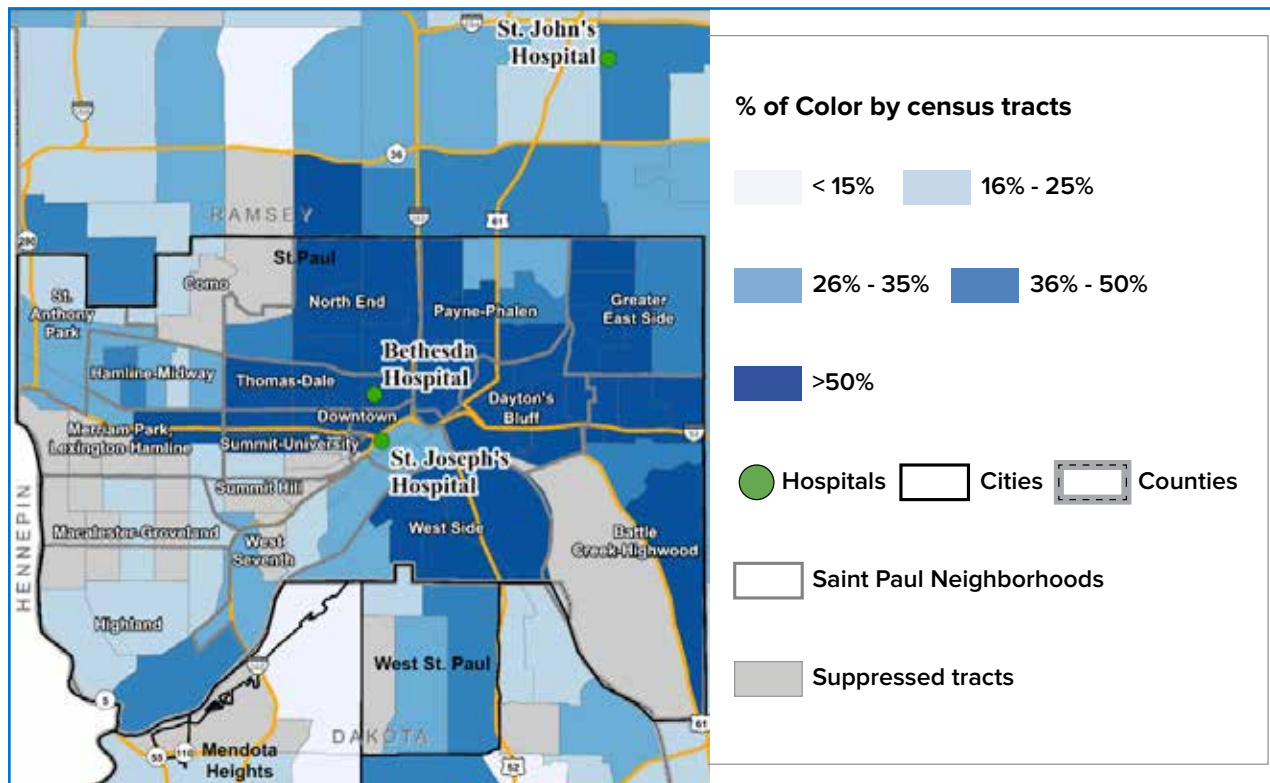 St. John's
Hospital
36
RAMSEY
61
280
St.Paul
Como
St.
Anthony
Park
North End
Payne-Phalen
Greater
East Side
Bethesda
Hospital
Hamline-Midway
Thomas-Dale
Dayton's
Bluff
Downtown
Merriam Park,
Lexington Hamline
Summit-University
St. Joseph's
Hospital
Summit Hill
HENNEPIN
Macalester-Groveland
West
Seventh
West Side
Battle
Creek-Highwood
Highland
West St. Paul
5
61
DAKOTA
55
110
Mendota
Heights
52
% of Color by census tracts
< 15%
16% - 25%
26% - 35%
36% - 50%
>50%
Hospitals
Cities
Counties
Saint Paul Neighborhoods
Suppressed tracts